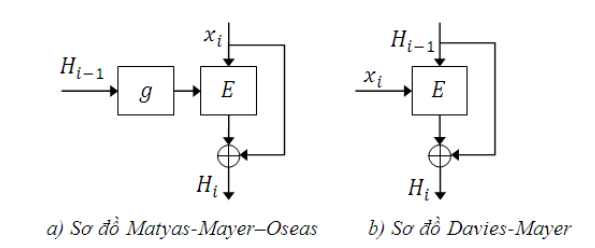 x_i
H_{i-1}
g
E
H_i
a) Sơ đồ Matyas-Mayer–Oseas
H_{i-1}
x_i
E
H_i
b) Sơ đồ Davies-Mayer